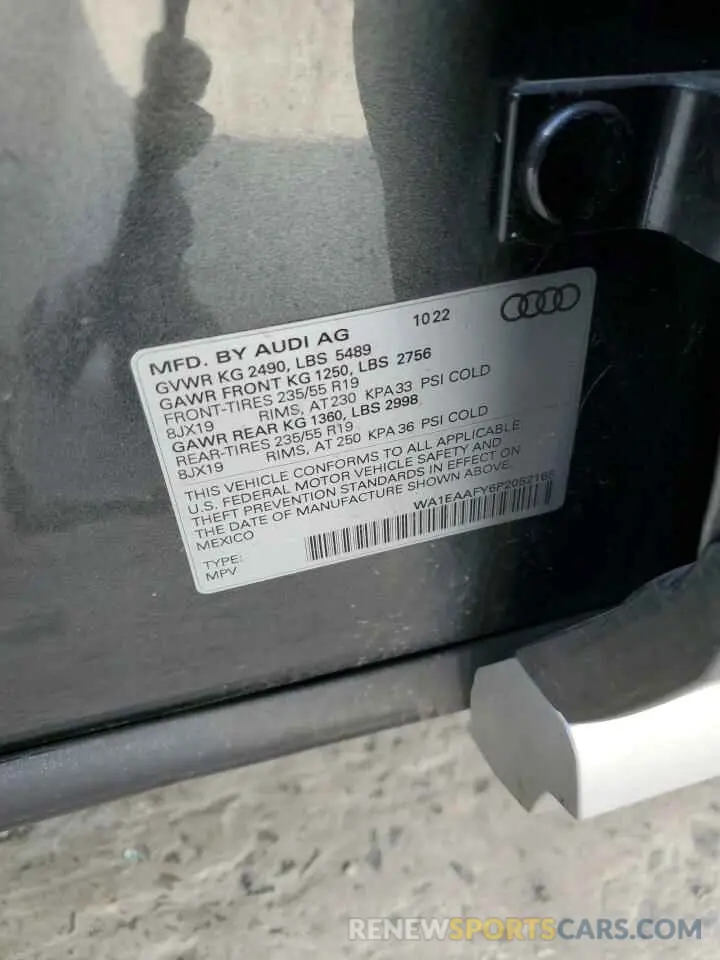 MFD. BY AUDI AG 10 22
GVWR KG 2490, LBS 5489
GAWR FRONT KG 1250, LBS 2756
FRONT-TIRES 235/55 R19
8JX19 RIMS, AT 230 KPA 33 PSI COLD
GAWR REAR KG 1360, LBS 2998
REAR-TIRES 235/55 R19
8JX19 RIMS, AT 250 KPA 36 PSI COLD
THIS VEHICLE CONFORMS TO ALL APPLICABLE
U.S. FEDERAL MOTOR VEHICLE SAFETY AND
THEFT PREVENTION STANDARDS IN EFFECT ON
THE DATE OF MANUFACTURE SHOWN ABOVE.
MEXICO
TYPE:
MPV
RENEWSPORTSCARS.COM